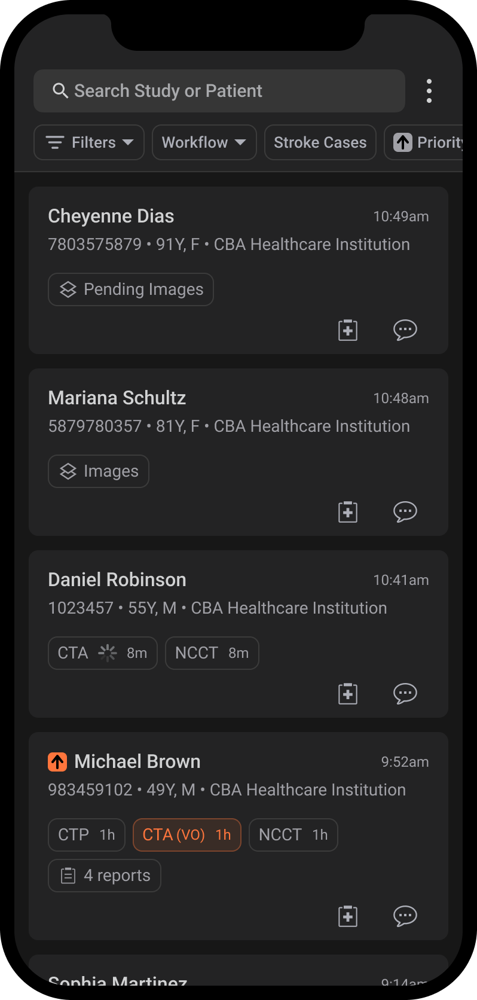 Search Study or Patient
Filters Workflow Stroke Cases Priority
Cheyenne Dias 10:49am
7803575879 • 91Y, F • CBA Healthcare Institution
Pending Images
Mariana Schultz 10:48am
5879780357 • 81Y, F • CBA Healthcare Institution
Images
Daniel Robinson 10:41am
1023457 • 55Y, M • CBA Healthcare Institution
CTA 8m NCCT 8m
Michael Brown 9:52am
983459102 • 49Y, M • CBA Healthcare Institution
CTP 1h CTA (VO) 1h NCCT 1h
4 reports
Sophia Martinez 9:14am